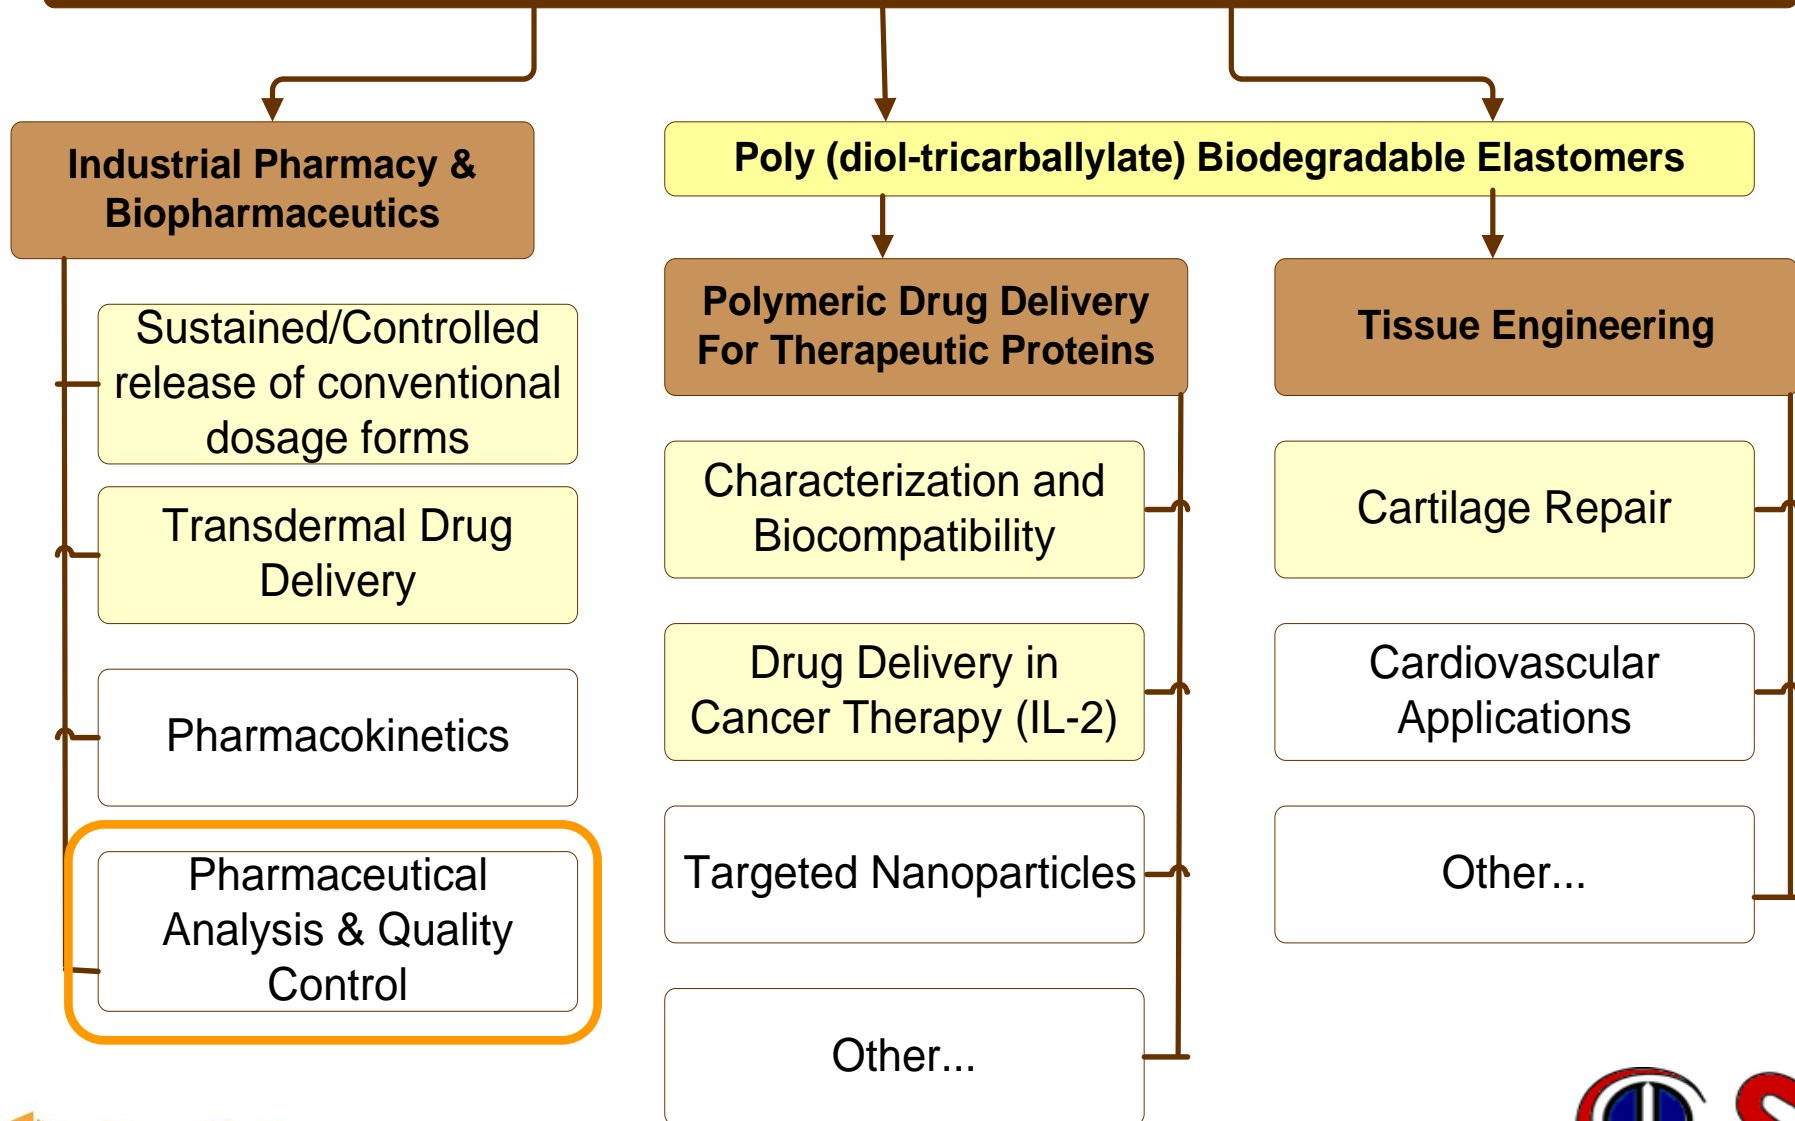 Industrial Pharmacy &
Biopharmaceutics
Sustained/Controlled
release of conventional
dosage forms
Transdermal Drug
Delivery
Pharmacokinetics
Pharmaceutical
Analysis & Quality
Control
Poly (diol-tricarballylate) Biodegradable Elastomers
Polymeric Drug Delivery
For Therapeutic Proteins
Characterization and
Biocompatibility
Drug Delivery in
Cancer Therapy (IL-2)
Targeted Nanoparticles
Other...
Tissue Engineering
Cartilage Repair
Cardiovascular
Applications
Other...